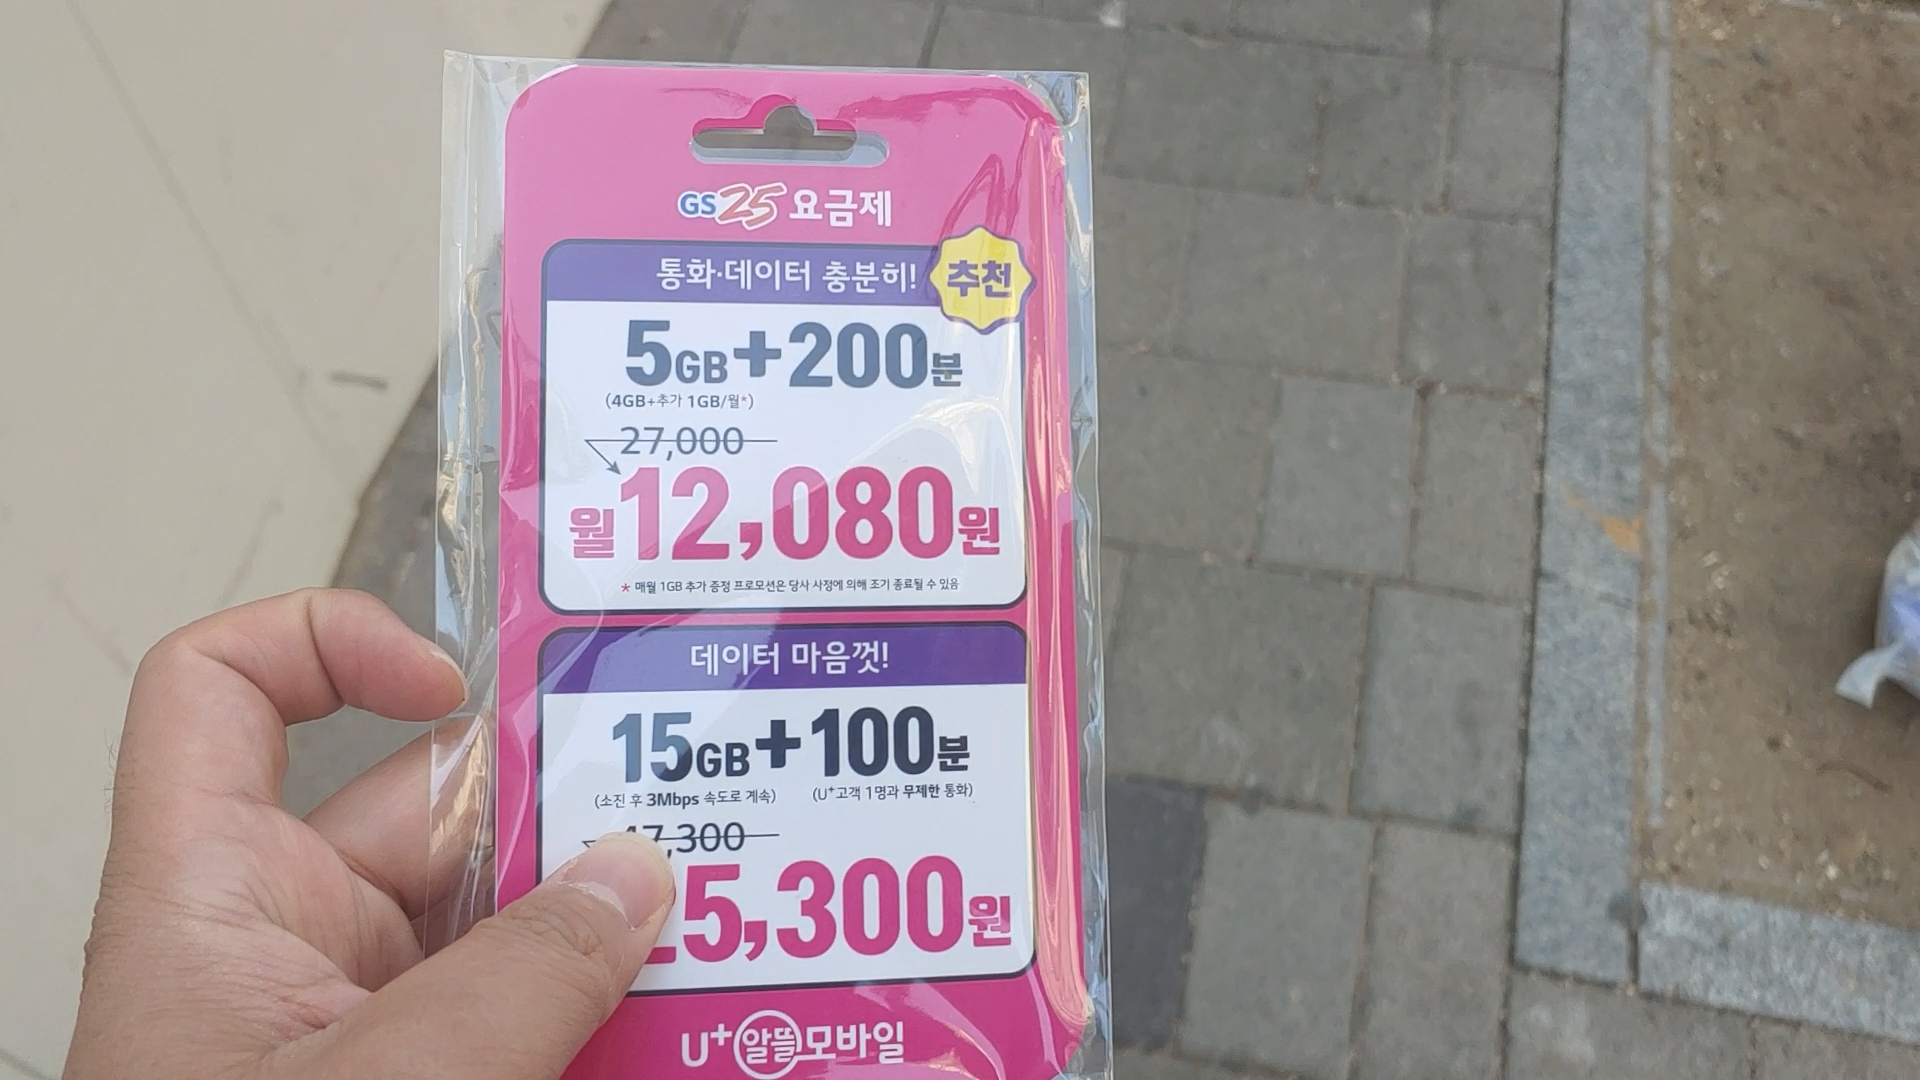 GS25 요금제
통화·데이터 충분히!
추천
5GB+200분
(4GB+추가 1GB/월*)
27,000
월12,080원
* 매월 1GB 추가 증정 프로모션은 당사 사정에 의해 조기 종료될 수 있음
데이터 마음껏!
15GB+100분
(소진 후 3Mbps 속도로 계속) (U+고객 1명과 무제한 통화)
47,300
5,300원
U+알뜰모바일